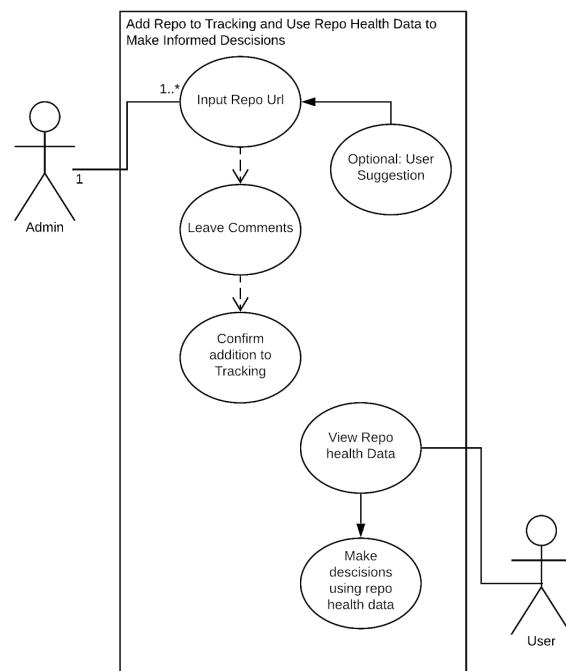 Add Repo to Tracking and Use Repo Health Data to
Make Informed Descisions
1..*
Input Repo Url
Optional: User
Suggestion
1
Admin
Leave Comments
Confirm
addition to
Tracking
View Repo
health Data
Make
descisions
using repo
health data
User